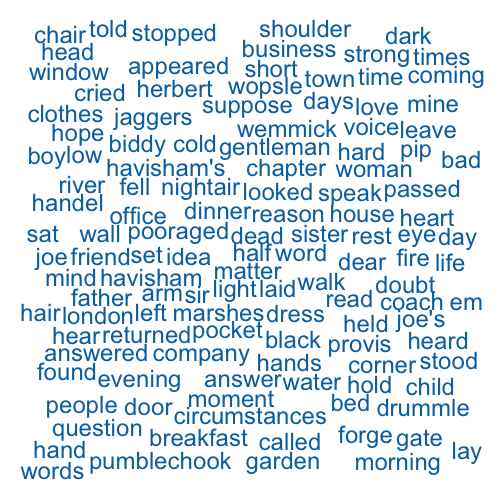 chair told stopped shoulder dark
head business strong times
window appeared short town time coming
cried herbert wopsle
clothes jaggers suppose days love mine
hope wemmick voice leave
boylow biddy cold gentleman hard pip bad
havisham's chapter woman
river fell night air looked speak passed
handel office dinner reason house heart
sat wall poor aged dead sister rest eye day
joe friend set idea half word dear fire life
mind havisham matter walk doubt
father arm sir light laid read coach em
hair london left marshes dress held joe's
hear returned pocket black provis heard
answered company hands corner stood
found evening answer water hold child
people door moment bed drummle
question circumstances
breakfast called forge gate
hand pumblechook garden morning lay
words